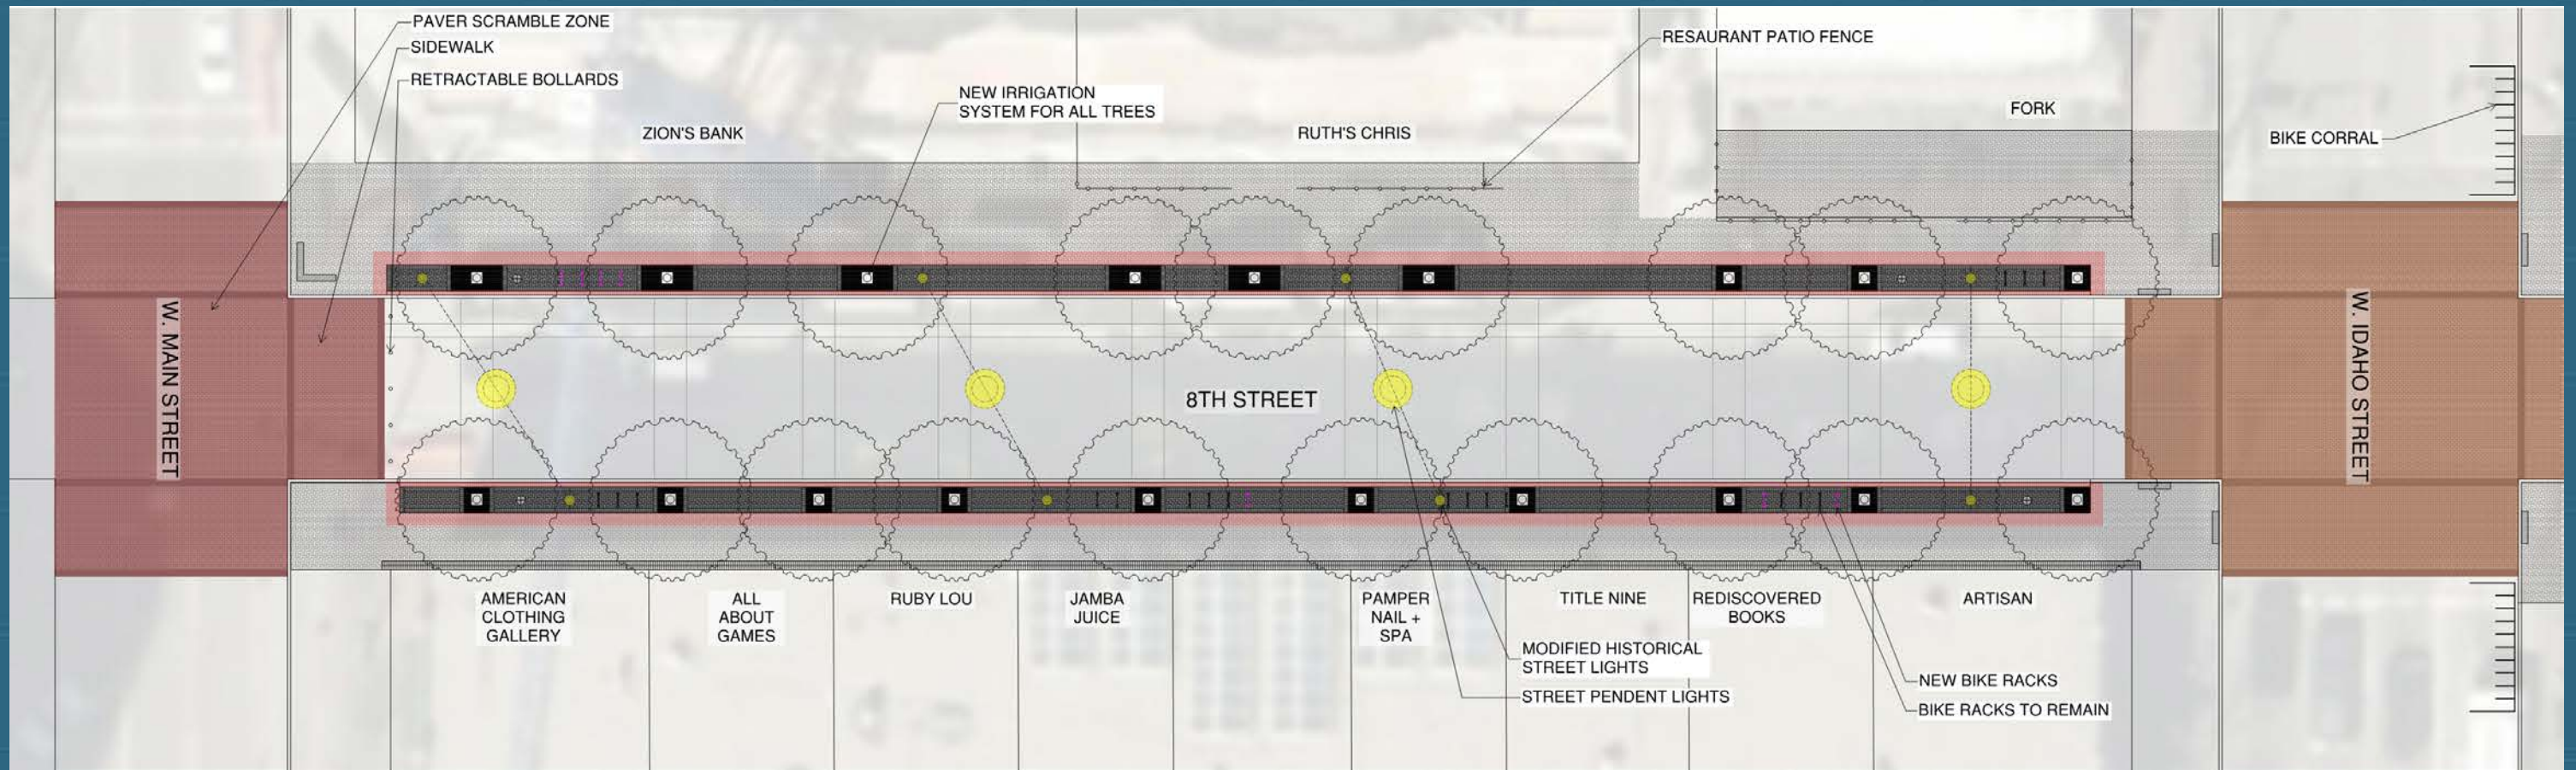 PAVER SCRAMBLE ZONE
SIDEWALK
RETRACTABLE BOLLARDS
NEW IRRIGATION
SYSTEM FOR ALL TREES
RESAURANT PATIO FENCE
ZION'S BANK
RUTH'S CHRIS
FORK
BIKE CORRAL
W. MAIN STREET
8TH STREET
W. IDAHO STREET
AMERICAN
CLOTHING
GALLERY
ALL
ABOUT
GAMES
RUBY LOU
JAMBA
JUICE
PAMPER
NAIL +
SPA
TITLE NINE
REDISCOVERED
BOOKS
ARTISAN
MODIFIED HISTORICAL
STREET LIGHTS
STREET PENDENT LIGHTS
NEW BIKE RACKS
BIKE RACKS TO REMAIN